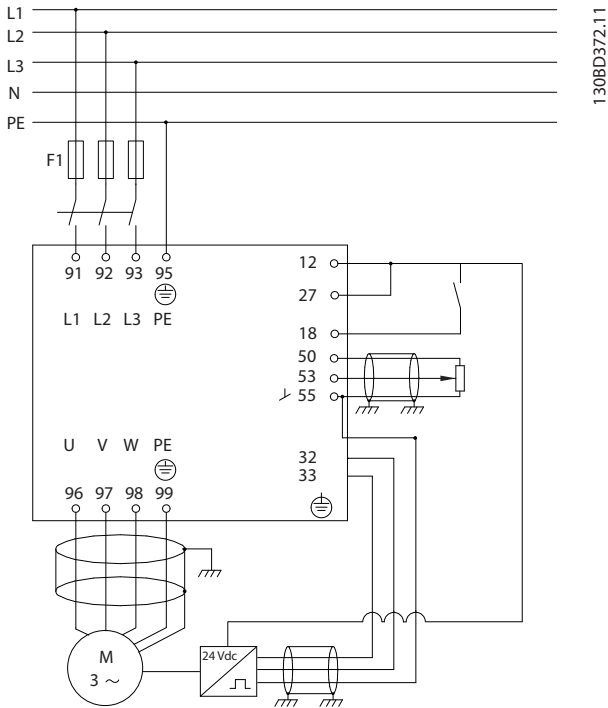 L1
L2
L3
N
PE
130BD372.11
F1
91 92 93 95
L1 L2 L3 PE
12
27
18
50
53
55
U V W PE
32
33
96 97 98 99
M
3 ~
24 Vdc